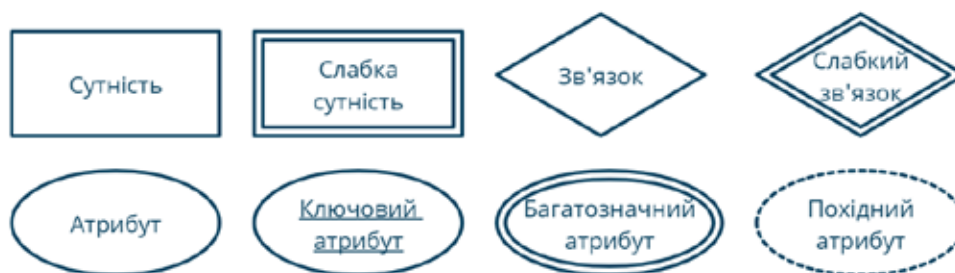 Сутність
Слабка
сутність
Зв'язок
Слабкий
зв'язок
Атрибут
Ключовий
атрибут
Багатозначний
атрибут
Похідний
атрибут